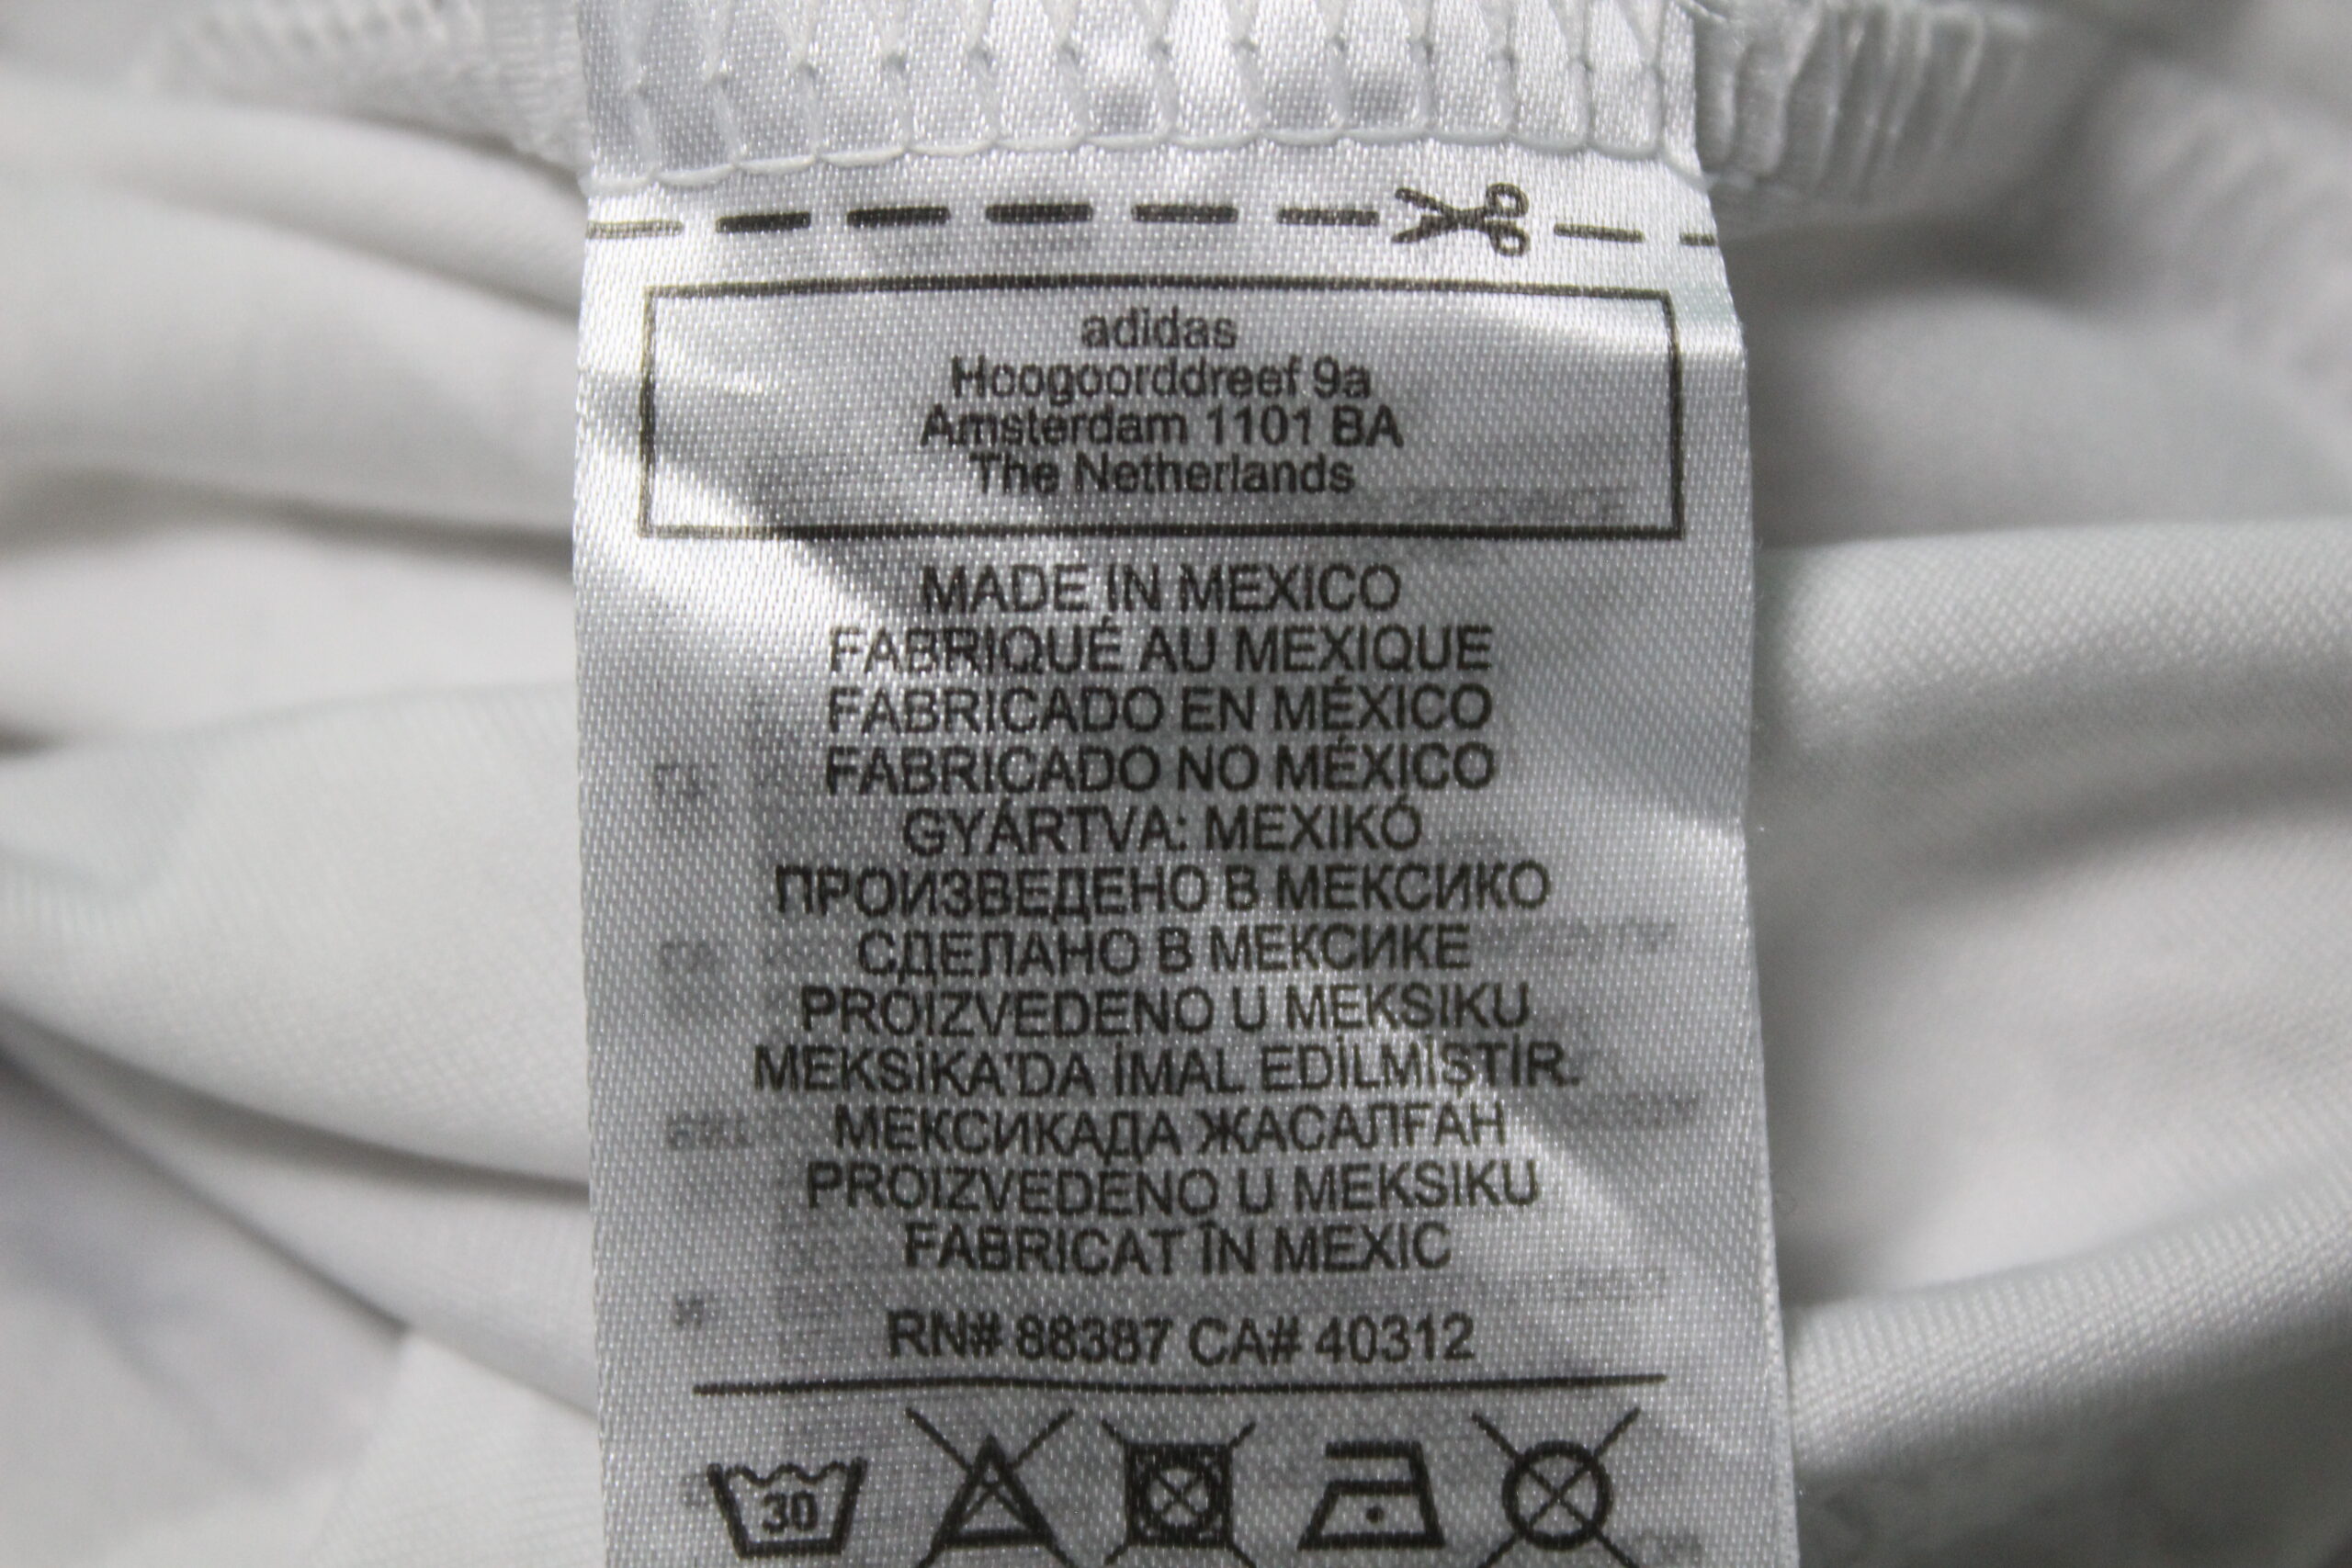 adidas
Hoogoorddreef 9a
Amsterdam 1101 BA
The Netherlands
MADE IN MEXICO
FABRIQUÉ AU MEXIQUE
FABRICADO EN MÉXICO
FABRICADO NO MÉXICO
GYÁRTVA: MEXIKÓ
ПРОИЗВЕДЕНО В МЕКСИКО
СДЕЛАНО В МЕКСИКЕ
PROIZVEDENO U MEKSIKU
MEKSİKA'DA İMAL EDİLMİŞTİR.
МЕКСИКАДА ЖАСАЛҒАН
PROIZVEDENO U MEKSIKU
FABRICAT ÎN MEXIC
RN# 88387 CA# 40312
30